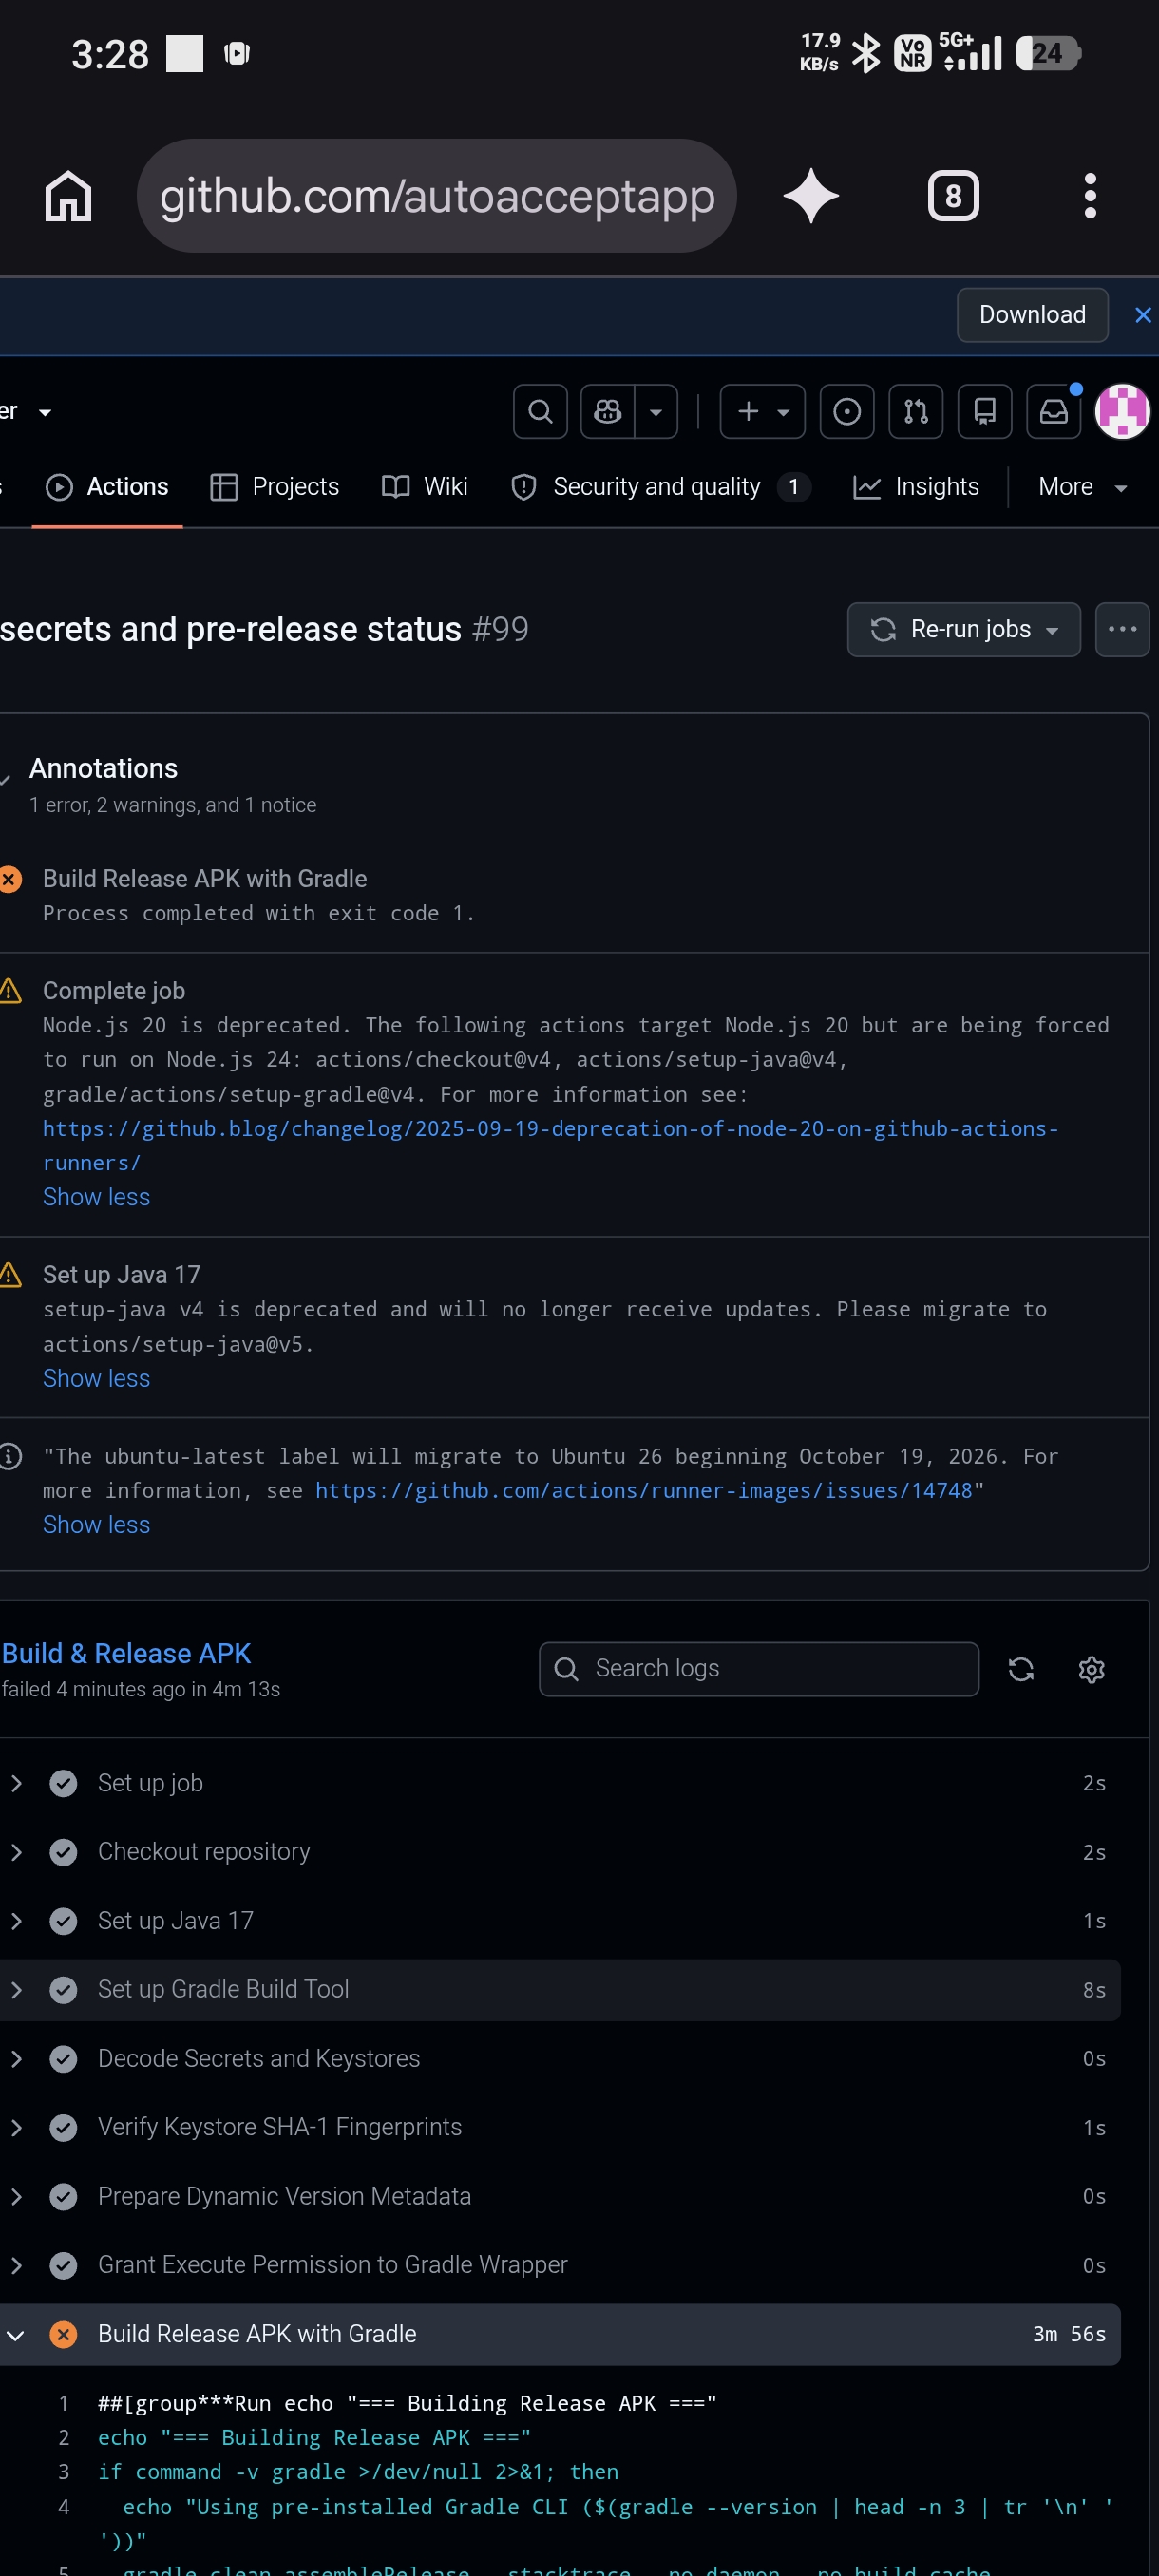 3:28
17.9
KB/s
Vo
NR
5G+
24
github.com/autoacceptapp
8
Download
er
s
Actions
Projects
Wiki
Security and quality 1
Insights
More
secrets and pre-release status #99
Re-run jobs
Annotations
1 error, 2 warnings, and 1 notice
Build Release APK with Gradle
Process completed with exit code 1.
Complete job
Node.js 20 is deprecated. The following actions target Node.js 20 but are being forced
to run on Node.js 24: actions/checkout@v4, actions/setup-java@v4,
gradle/actions/setup-gradle@v4. For more information see:
https://github.blog/changelog/2025-09-19-deprecation-of-node-20-on-github-actions-
runners/
Show less
Set up Java 17
setup-java v4 is deprecated and will no longer receive updates. Please migrate to
actions/setup-java@v5.
Show less
"The ubuntu-latest label will migrate to Ubuntu 26 beginning October 19, 2026. For
more information, see https://github.com/actions/runner-images/issues/14748"
Show less
Build & Release APK
failed 4 minutes ago in 4m 13s
Search logs
Set up job 2s
Checkout repository 2s
Set up Java 17 1s
Set up Gradle Build Tool 8s
Decode Secrets and Keystores 0s
Verify Keystore SHA-1 Fingerprints 1s
Prepare Dynamic Version Metadata 0s
Grant Execute Permission to Gradle Wrapper 0s
Build Release APK with Gradle 3m 56s
1 ##[group***Run echo "=== Building Release APK ==="
2 echo "=== Building Release APK ==="
3 if command -v gradle >/dev/null 2>&1; then
4 echo "Using pre-installed Gradle CLI ($(gradle --version | head -n 3 | tr '\n' '
'))"
5 gradle clean assembleRelease --stacktrace --no-daemon --no-build-cache